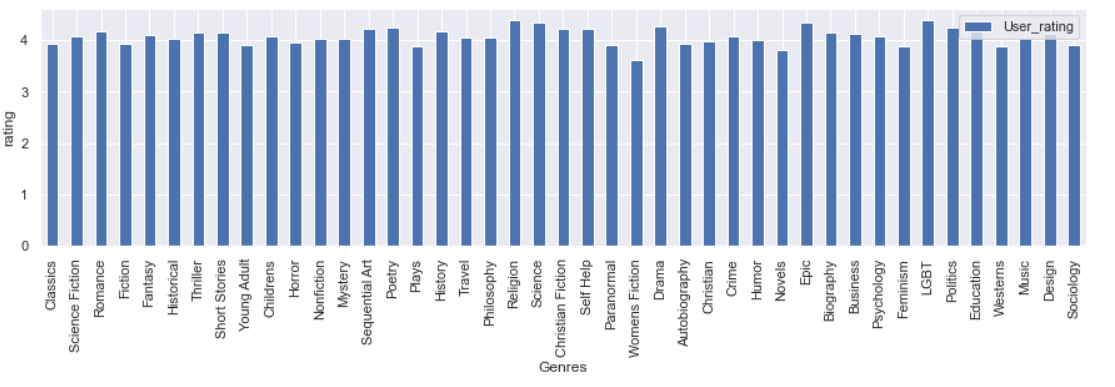 User_rating
rating
4
3
2
1
0
Classics
Science Fiction
Romance
Fiction
Fantasy
Historical
Thriller
Short Stories
Young Adult
Childrens
Horror
Nonfiction
Mystery
Sequential Art
Poetry
Plays
History
Travel
Philosophy
Religion
Science
Christian Fiction
Self Help
Paranormal
Womens Fiction
Drama
Autobiography
Christian
Crime
Humor
Novels
Epic
Biography
Business
Psychology
Feminism
LGBT
Politics
Education
Westerns
Music
Design
Sociology
Genres